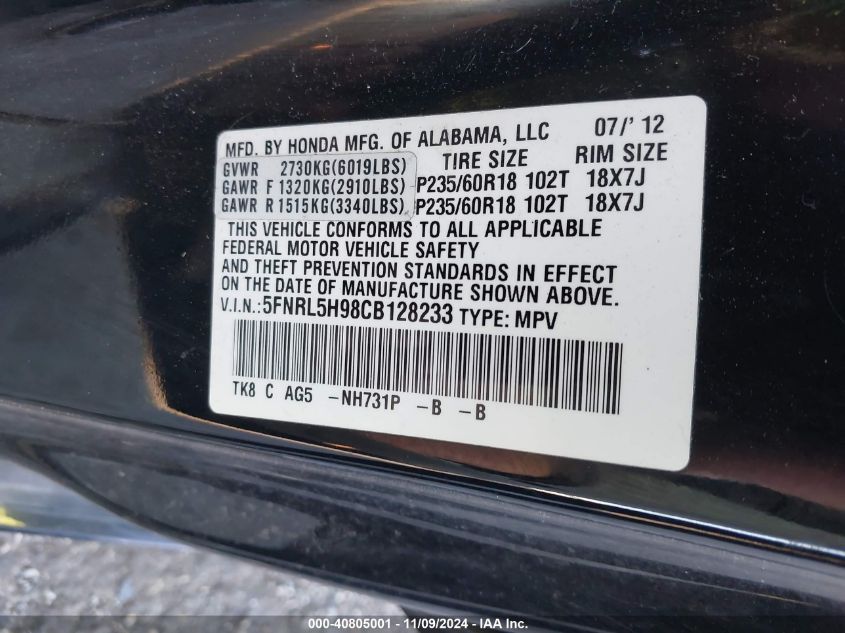 MFD. BY HONDA MFG. OF ALABAMA, LLC 07/' 12
GVWR 2730KG(6019LBS) TIRE SIZE RIM SIZE
GAWR F 1320KG(2910LBS) P235/60R18 102T 18X7J
GAWR R 1515KG(3340LBS) P235/60R18 102T 18X7J
THIS VEHICLE CONFORMS TO ALL APPLICABLE
FEDERAL MOTOR VEHICLE SAFETY
AND THEFT PREVENTION STANDARDS IN EFFECT
ON THE DATE OF MANUFACTURE SHOWN ABOVE.
V.I.N.: 5FNRL5H98CB128233 TYPE: MPV
TK8 C AG5 -NH731P -B -B
000-40805001 - 11/09/2024 - IAA Inc.